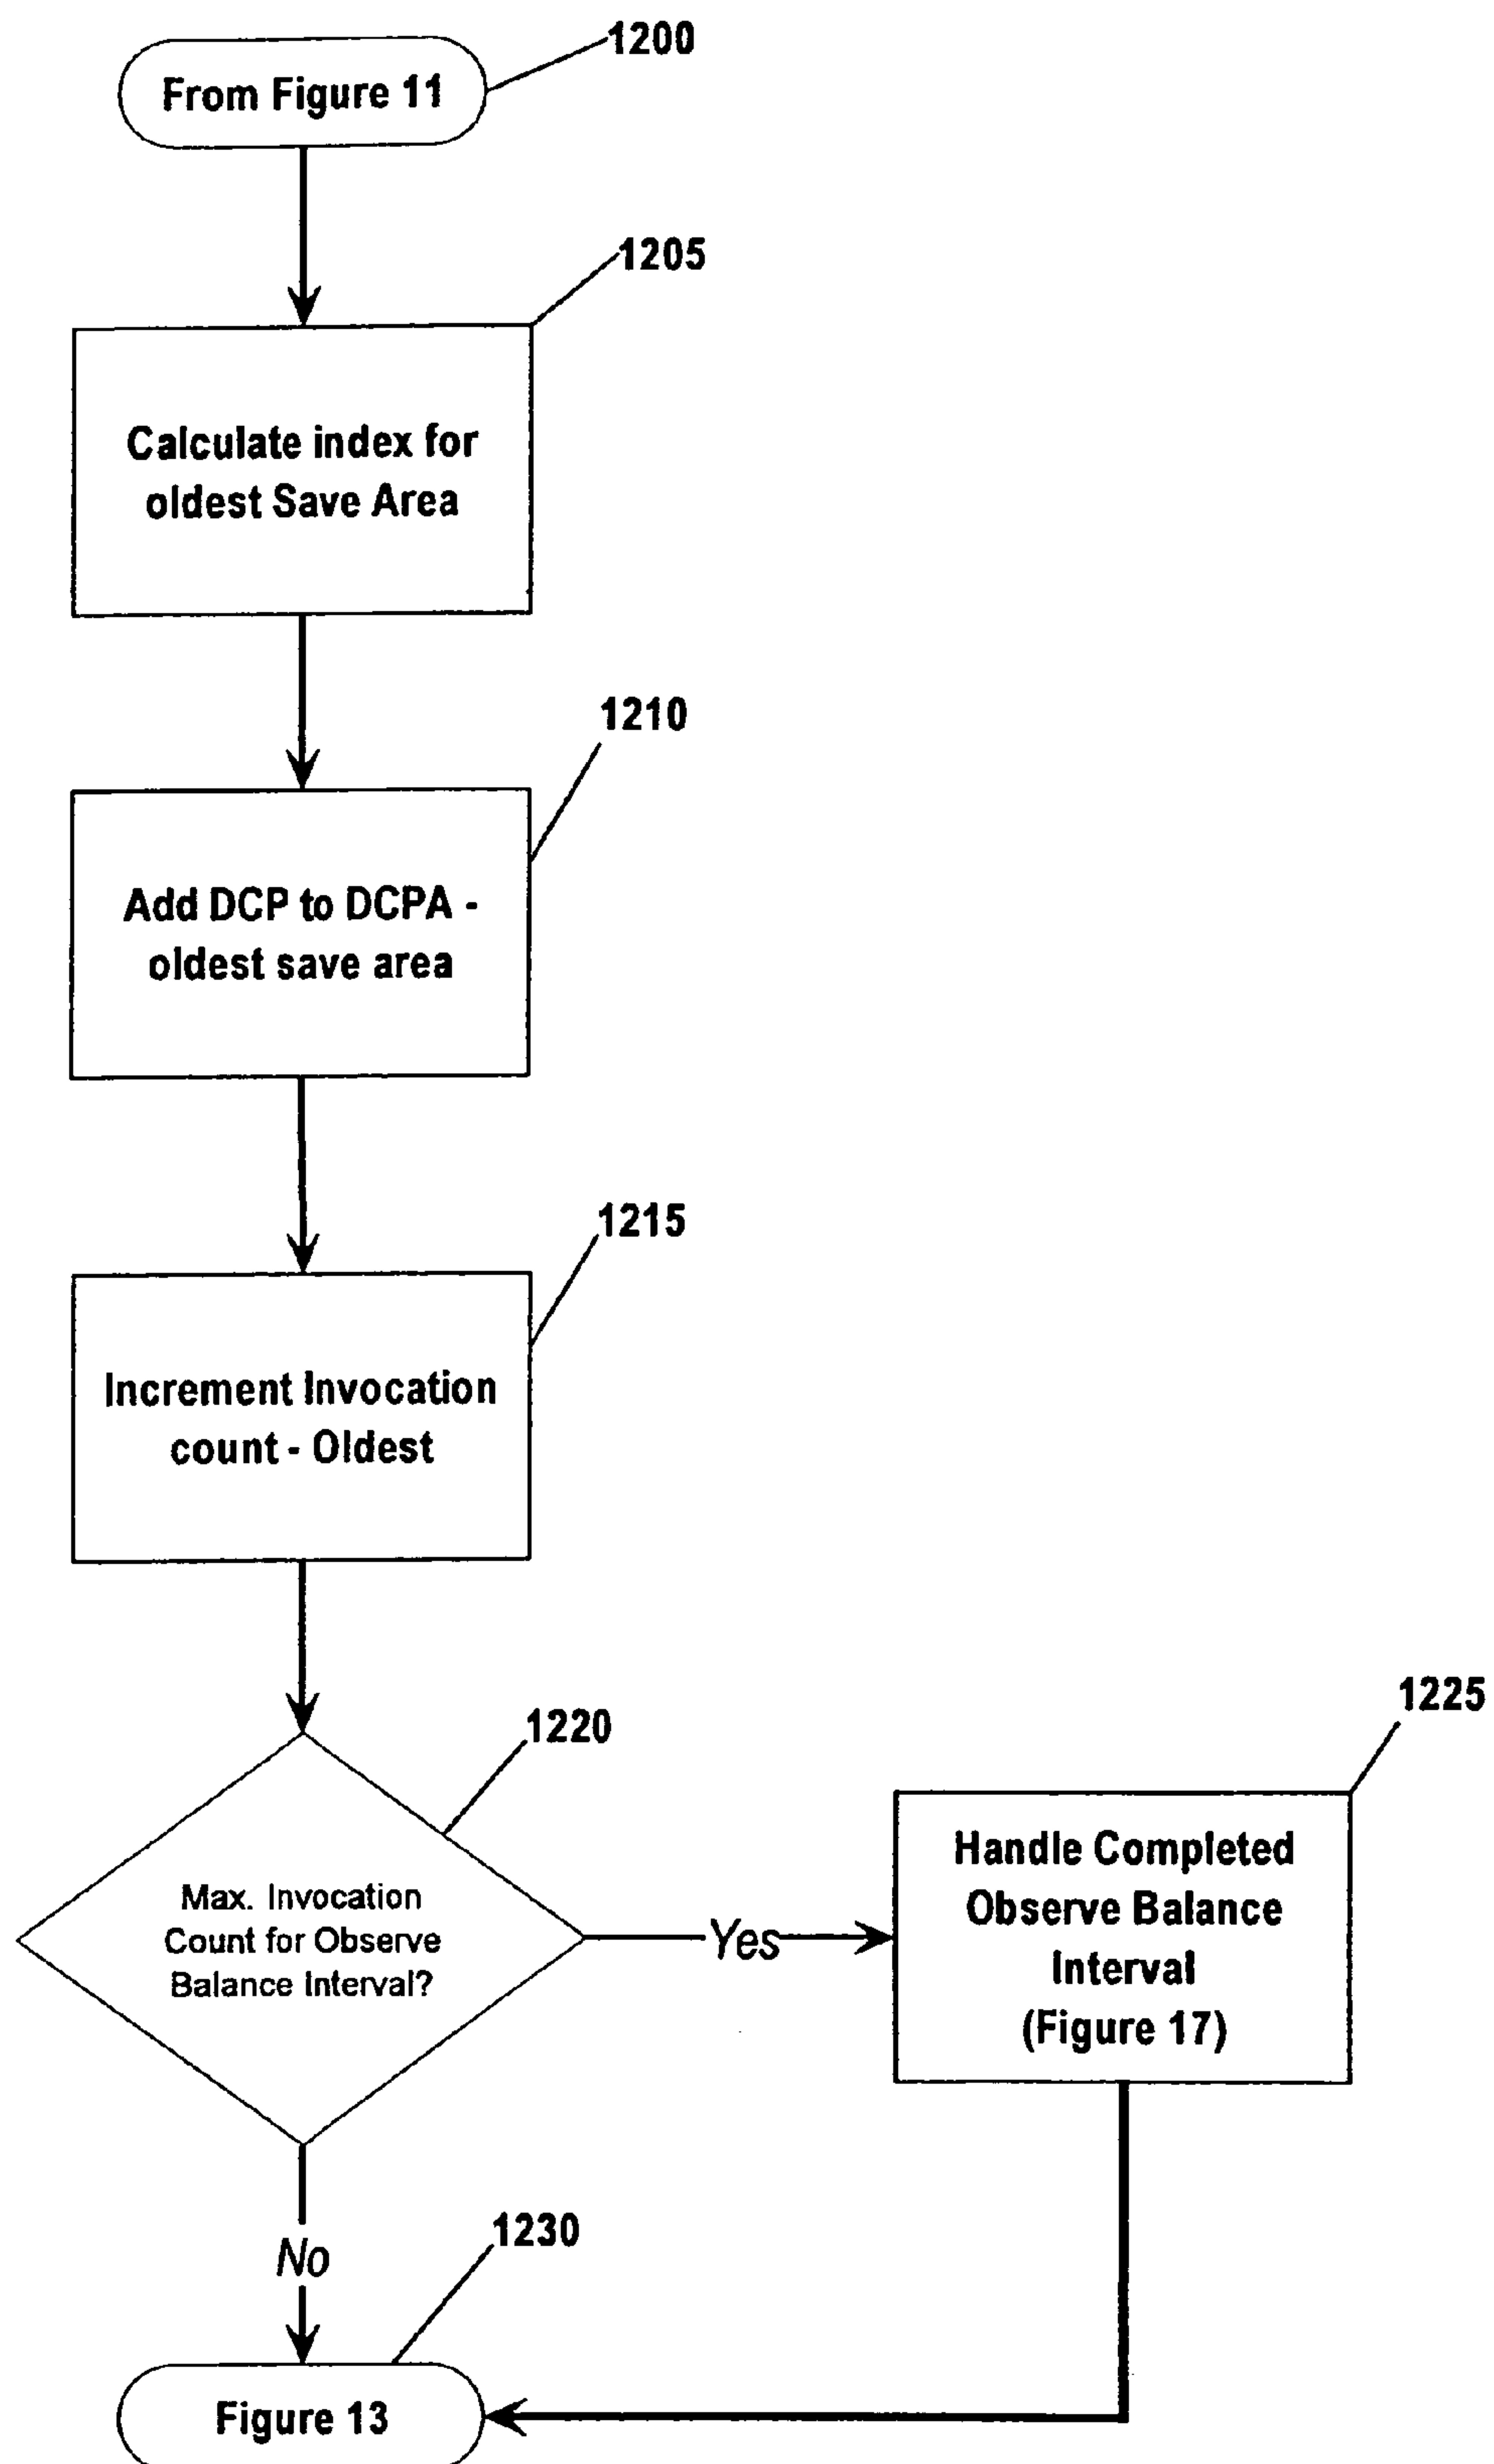 1200
From Figure 11
1205
Calculate index for
oldest Save Area
1210
Add DCP to DCPA -
oldest save area
1215
Increment Invocation
count - Oldest
1220
Max. Invocation
Count for Observe
Balance Interval?
Yes
1225
Handle Completed
Observe Balance
Interval
(Figure 17)
No
1230
Figure 13